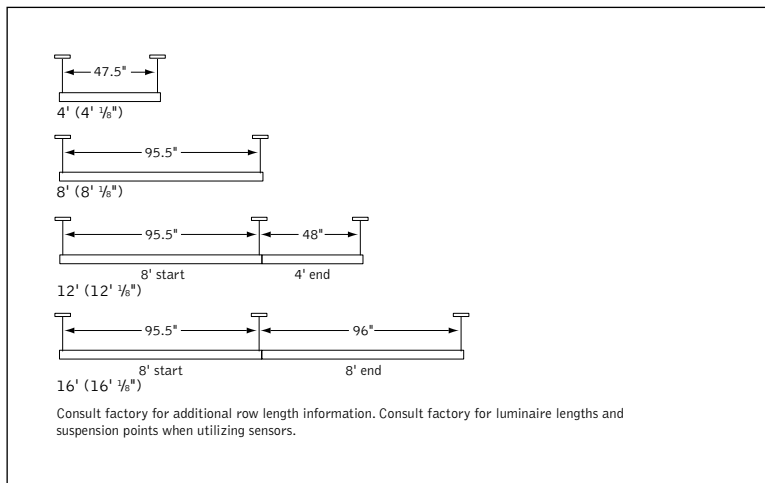 47.5"
4' (4' ⅛")
95.5"
8' (8' ⅛")
95.5" 48"
8' start 4' end
12' (12' ⅛")
95.5" 96"
8' start 8' end
16' (16' ⅛")
Consult factory for additional row length information. Consult factory for luminaire lengths and
suspension points when utilizing sensors.